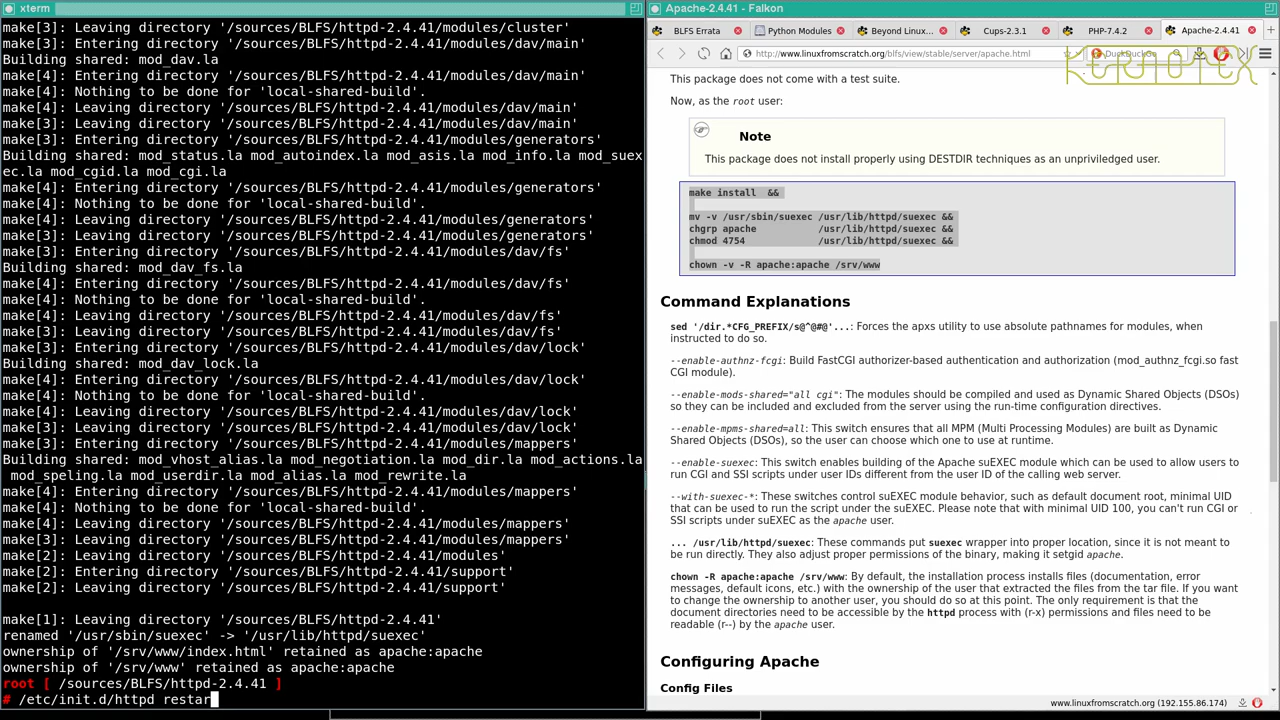 xterm
make[3]: Leaving directory '/sources/BLFS/httpd-2.4.41/modules/cluster'
make[3]: Entering directory '/sources/BLFS/httpd-2.4.41/modules/dav/main'
Building shared: mod_dav.la
make[4]: Entering directory '/sources/BLFS/httpd-2.4.41/modules/dav/main'
make[4]: Nothing to be done for 'local-shared-build'.
make[4]: Leaving directory '/sources/BLFS/httpd-2.4.41/modules/dav/main'
make[3]: Leaving directory '/sources/BLFS/httpd-2.4.41/modules/dav/main'
make[3]: Entering directory '/sources/BLFS/httpd-2.4.41/modules/generators'
Building shared: mod_status.la mod_autoindex.la mod_asis.la mod_info.la mod_suex
ec.la mod_cgid.la mod_cgi.la
make[4]: Entering directory '/sources/BLFS/httpd-2.4.41/modules/generators'
make[4]: Nothing to be done for 'local-shared-build'.
make[4]: Leaving directory '/sources/BLFS/httpd-2.4.41/modules/generators'
make[3]: Leaving directory '/sources/BLFS/httpd-2.4.41/modules/generators'
make[3]: Entering directory '/sources/BLFS/httpd-2.4.41/modules/dav/fs'
Building shared: mod_dav_fs.la
make[4]: Entering directory '/sources/BLFS/httpd-2.4.41/modules/dav/fs'
make[4]: Nothing to be done for 'local-shared-build'.
make[4]: Leaving directory '/sources/BLFS/httpd-2.4.41/modules/dav/fs'
make[3]: Leaving directory '/sources/BLFS/httpd-2.4.41/modules/dav/fs'
make[3]: Entering directory '/sources/BLFS/httpd-2.4.41/modules/dav/lock'
Building shared: mod_dav_lock.la
make[4]: Entering directory '/sources/BLFS/httpd-2.4.41/modules/dav/lock'
make[4]: Nothing to be done for 'local-shared-build'.
make[4]: Leaving directory '/sources/BLFS/httpd-2.4.41/modules/dav/lock'
make[3]: Leaving directory '/sources/BLFS/httpd-2.4.41/modules/dav/lock'
make[3]: Entering directory '/sources/BLFS/httpd-2.4.41/modules/mappers'
Building shared: mod_vhost_alias.la mod_negotiation.la mod_dir.la mod_actions.la
 mod_speling.la mod_userdir.la mod_alias.la mod_rewrite.la
make[4]: Entering directory '/sources/BLFS/httpd-2.4.41/modules/mappers'
make[4]: Nothing to be done for 'local-shared-build'.
make[4]: Leaving directory '/sources/BLFS/httpd-2.4.41/modules/mappers'
make[3]: Leaving directory '/sources/BLFS/httpd-2.4.41/modules/mappers'
make[2]: Leaving directory '/sources/BLFS/httpd-2.4.41/modules'
make[2]: Entering directory '/sources/BLFS/httpd-2.4.41/support'
make[2]: Leaving directory '/sources/BLFS/httpd-2.4.41/support'
make[1]: Leaving directory '/sources/BLFS/httpd-2.4.41'
renamed '/usr/sbin/suexec' -> '/usr/lib/httpd/suexec'
ownership of '/srv/www/index.html' retained as apache:apache
ownership of '/srv/www' retained as apache:apache
root [ /sources/BLFS/httpd-2.4.41 ]
# /etc/init.d/httpd restar
Apache-2.4.41 - Falkon
BLFS Errata
Python Modules
Beyond Linux...
Cups-2.3.1
PHP-7.4.2
Apache-2.4.41
http://www.linuxfromscratch.org/blfs/view/stable/server/apache.html
DuckDuckGo
KERNOTEX
This package does not come with a test suite.
Now, as the root user:
Note
This package does not install properly using DESTDIR techniques as an unpriviledged user.
make install  &&
mv -v /usr/sbin/suexec /usr/lib/httpd/suexec &&
chgrp apache           /usr/lib/httpd/suexec &&
chmod 4754             /usr/lib/httpd/suexec &&
chown -v -R apache:apache /srv/www
Command Explanations
sed '/dir.*CFG_PREFIX/s@^@#@'...: Forces the apxs utility to use absolute pathnames for modules, when
instructed to do so.
--enable-authnz-fcgi: Build FastCGI authorizer-based authentication and authorization (mod_authnz_fcgi.so fast
CGI module).
--enable-mods-shared="all cgi": The modules should be compiled and used as Dynamic Shared Objects (DSOs)
so they can be included and excluded from the server using the run-time configuration directives.
--enable-mpms-shared=all: This switch ensures that all MPM (Multi Processing Modules) are built as Dynamic
Shared Objects (DSOs), so the user can choose which one to use at runtime.
--enable-suexec: This switch enables building of the Apache suEXEC module which can be used to allow users to
run CGI and SSI scripts under user IDs different from the user ID of the calling web server.
--with-suexec-*: These switches control suEXEC module behavior, such as default document root, minimal UID
that can be used to run the script under the suEXEC. Please note that with minimal UID 100, you can't run CGI or
SSI scripts under suEXEC as the apache user.
... /usr/lib/httpd/suexec: These commands put suexec wrapper into proper location, since it is not meant to
be run directly. They also adjust proper permissions of the binary, making it setgid apache.
chown -R apache:apache /srv/www: By default, the installation process installs files (documentation, error
messages, default icons, etc.) with the ownership of the user that extracted the files from the tar file. If you want
to change the ownership to another user, you should do so at this point. The only requirement is that the
document directories need to be accessible by the httpd process with (r-x) permissions and files need to be
readable (r--) by the apache user.
Configuring Apache
Config Files
www.linuxfromscratch.org (192.155.86.174)